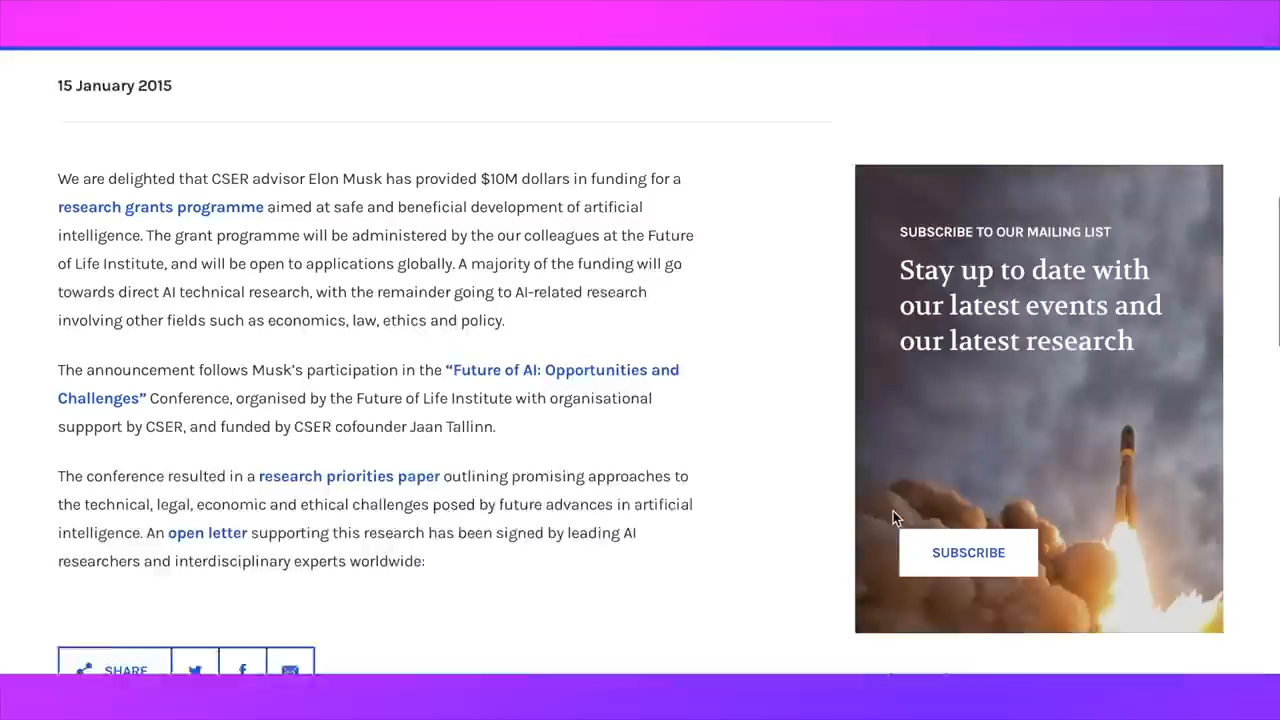 15 January 2015
We are delighted that CSER advisor Elon Musk has provided $10M dollars in funding for a
research grants programme aimed at safe and beneficial development of artificial
intelligence. The grant programme will be administered by the our colleagues at the Future
of Life Institute, and will be open to applications globally. A majority of the funding will go
towards direct AI technical research, with the remainder going to AI-related research
involving other fields such as economics, law, ethics and policy.
The announcement follows Musk's participation in the “Future of AI: Opportunities and
Challenges” Conference, organised by the Future of Life Institute with organisational
suppport by CSER, and funded by CSER cofounder Jaan Tallinn.
The conference resulted in a research priorities paper outlining promising approaches to
the technical, legal, economic and ethical challenges posed by future advances in artificial
intelligence. An open letter supporting this research has been signed by leading AI
researchers and interdisciplinary experts worldwide:
SHARE
SUBSCRIBE TO OUR MAILING LIST
Stay up to date with
our latest events and
our latest research
SUBSCRIBE